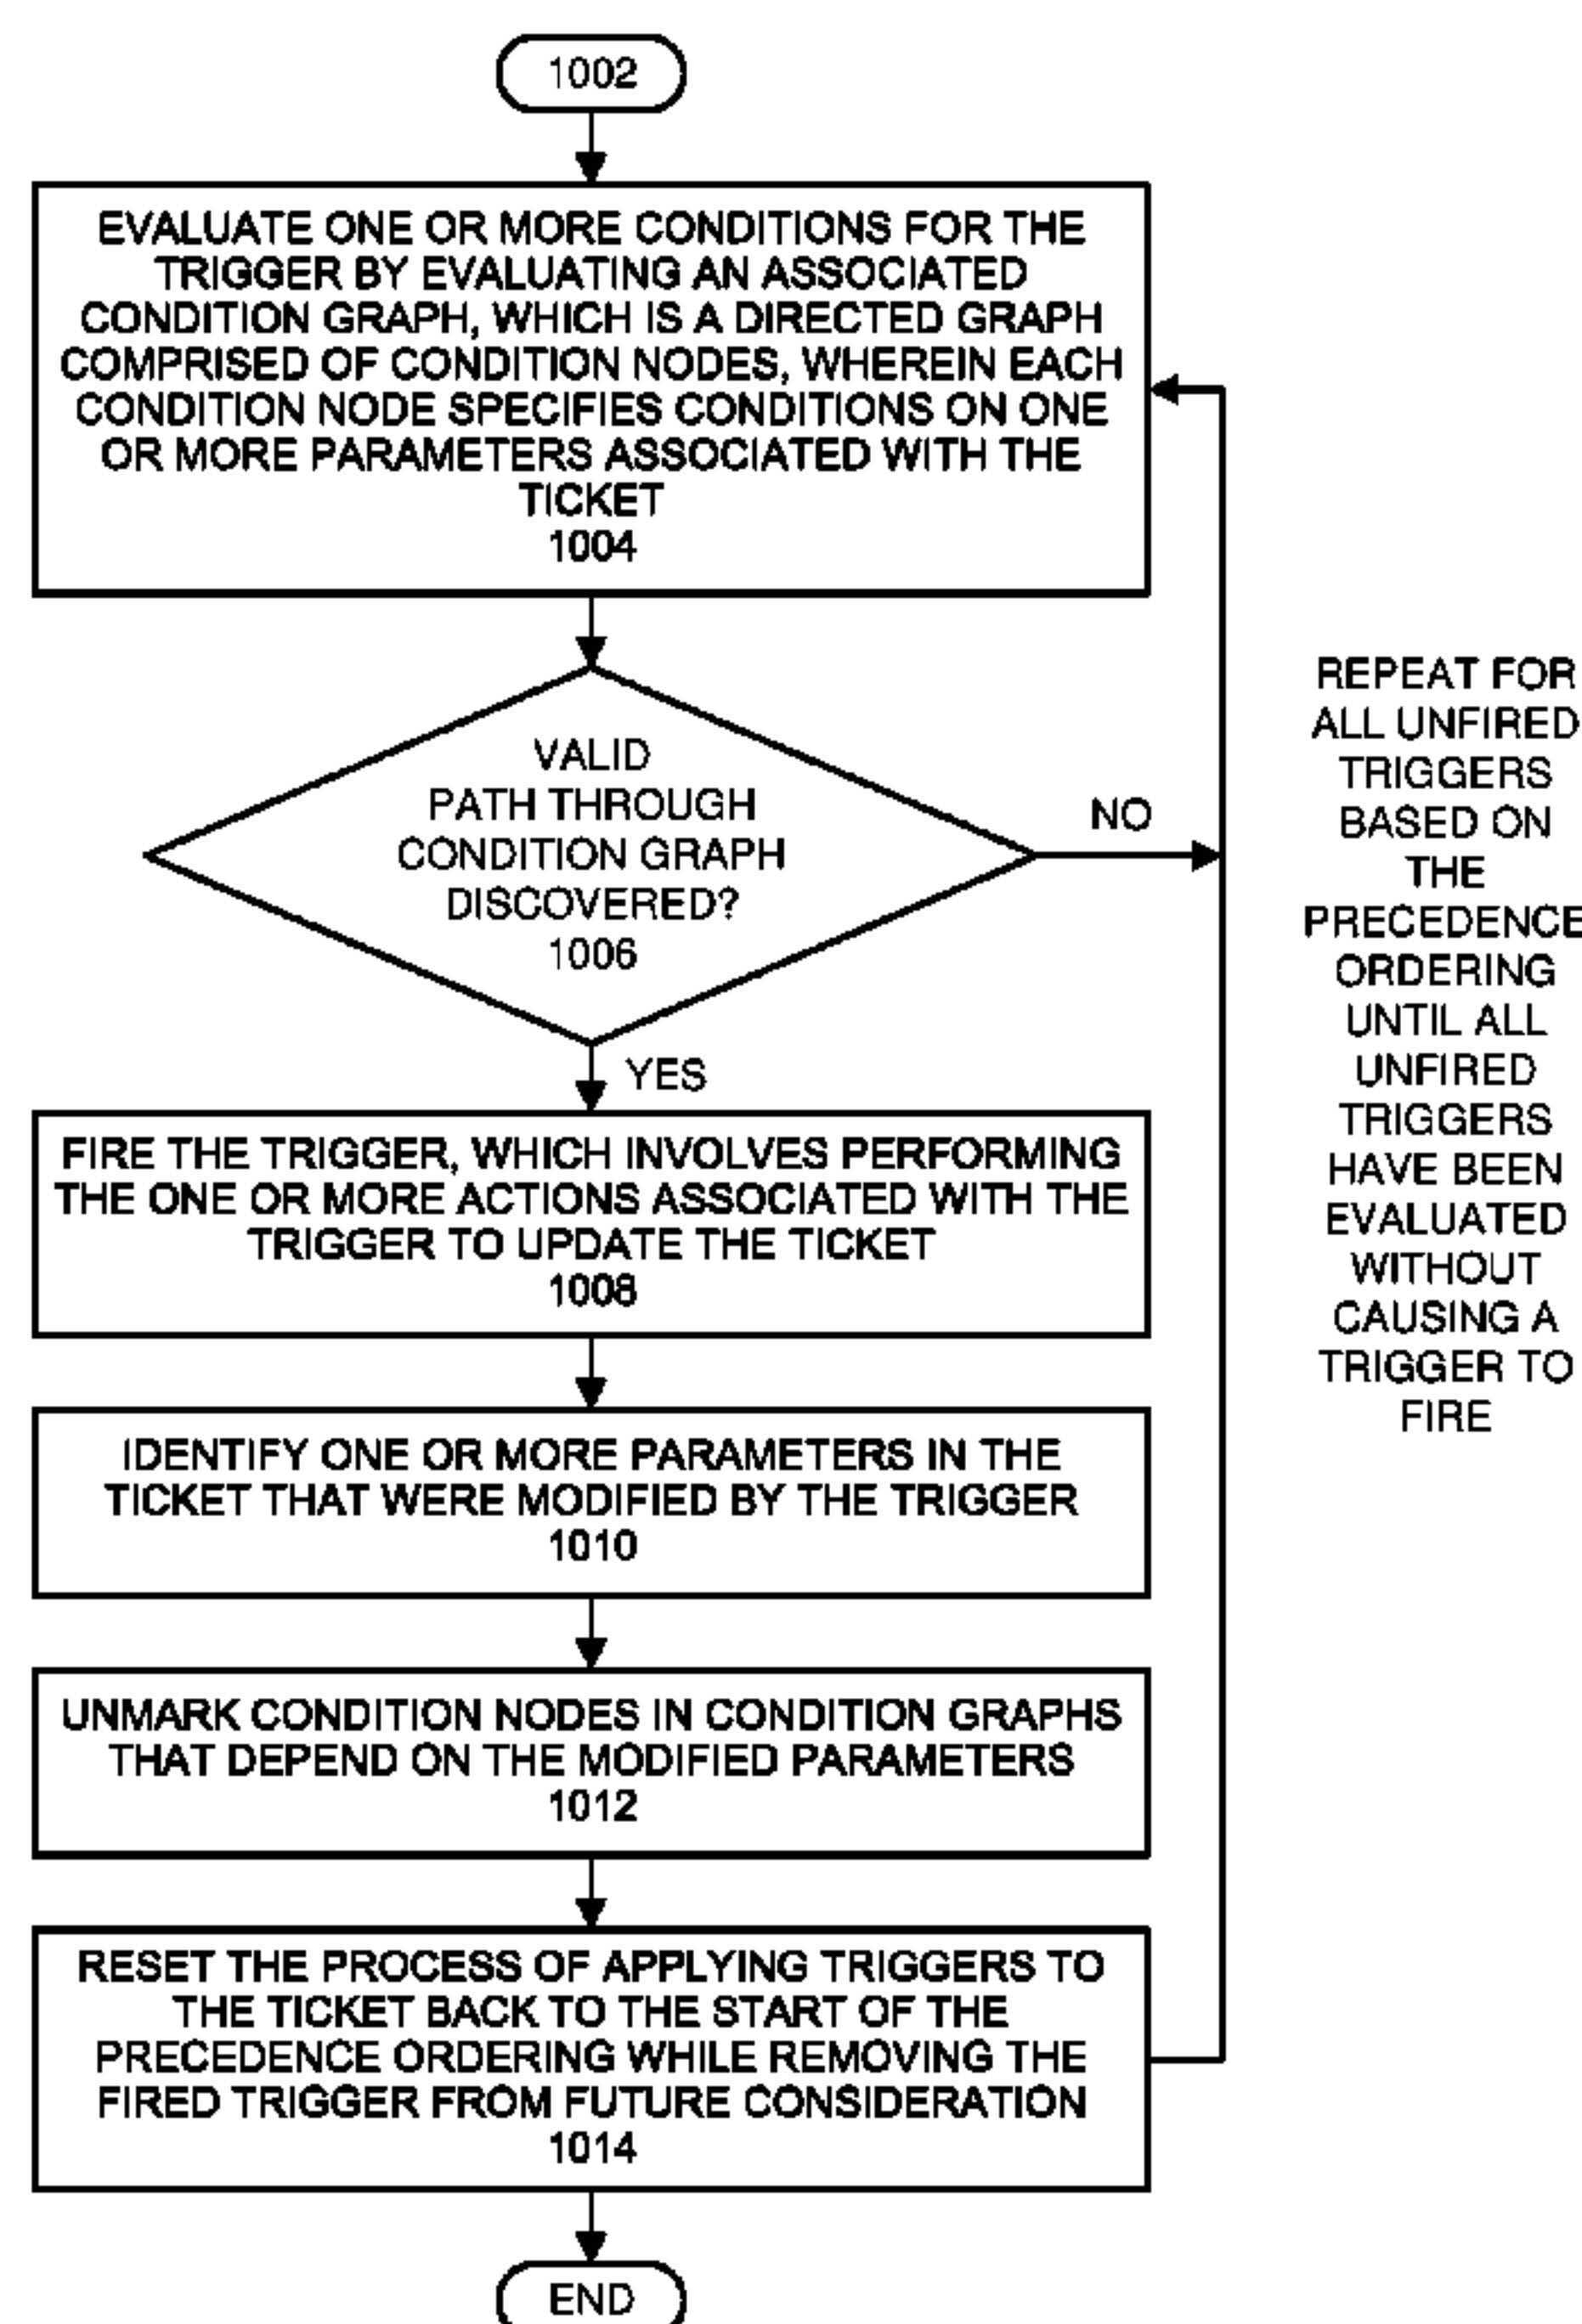 1002
EVALUATE ONE OR MORE CONDITIONS FOR THE
TRIGGER BY EVALUATING AN ASSOCIATED
CONDITION GRAPH, WHICH IS A DIRECTED GRAPH
COMPRISED OF CONDITION NODES, WHEREIN EACH
CONDITION NODE SPECIFIES CONDITIONS ON ONE
OR MORE PARAMETERS ASSOCIATED WITH THE
TICKET
1004
VALID
PATH THROUGH
CONDITION GRAPH
DISCOVERED?
1006
NO
YES
FIRE THE TRIGGER, WHICH INVOLVES PERFORMING
THE ONE OR MORE ACTIONS ASSOCIATED WITH THE
TRIGGER TO UPDATE THE TICKET
1008
IDENTIFY ONE OR MORE PARAMETERS IN THE
TICKET THAT WERE MODIFIED BY THE TRIGGER
1010
UNMARK CONDITION NODES IN CONDITION GRAPHS
THAT DEPEND ON THE MODIFIED PARAMETERS
1012
RESET THE PROCESS OF APPLYING TRIGGERS TO
THE TICKET BACK TO THE START OF THE
PRECEDENCE ORDERING WHILE REMOVING THE
FIRED TRIGGER FROM FUTURE CONSIDERATION
1014
END
REPEAT FOR
ALL UNFIRED
TRIGGERS
BASED ON
THE
PRECEDENCE
ORDERING
UNTIL ALL
UNFIRED
TRIGGERS
HAVE BEEN
EVALUATED
WITHOUT
CAUSING A
TRIGGER TO
FIRE